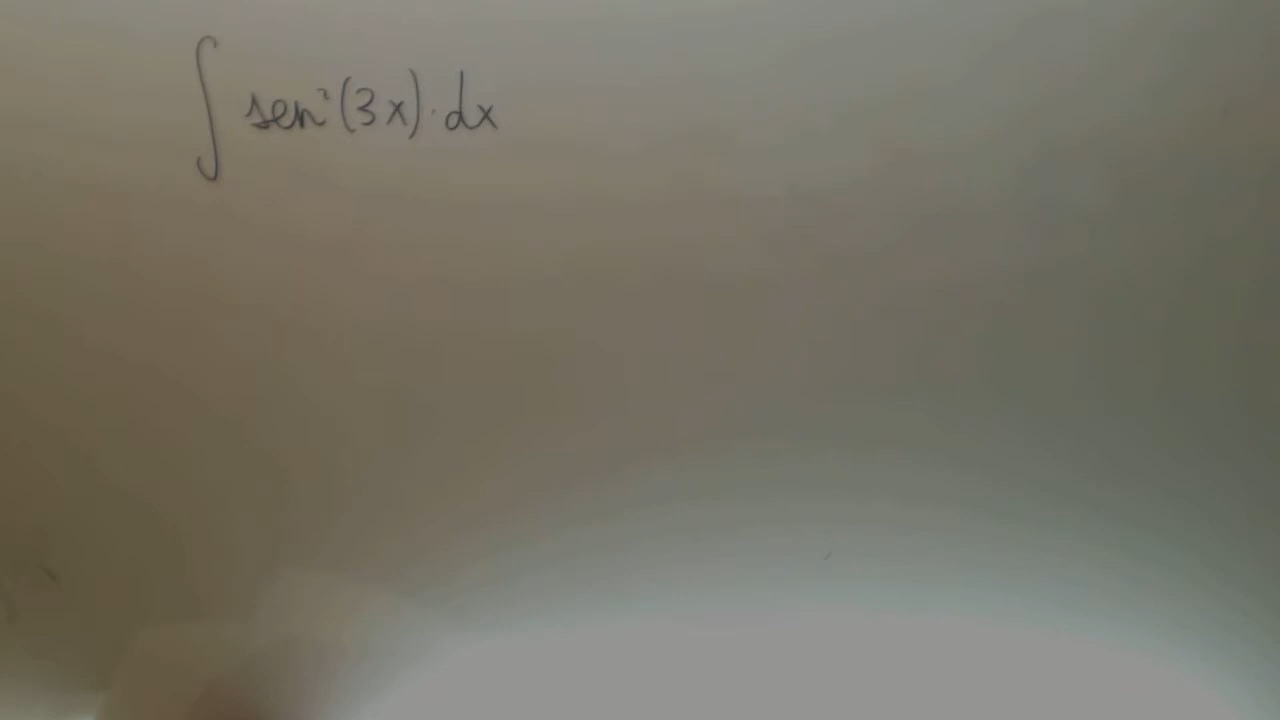 ∫ sen²(3x)·dx